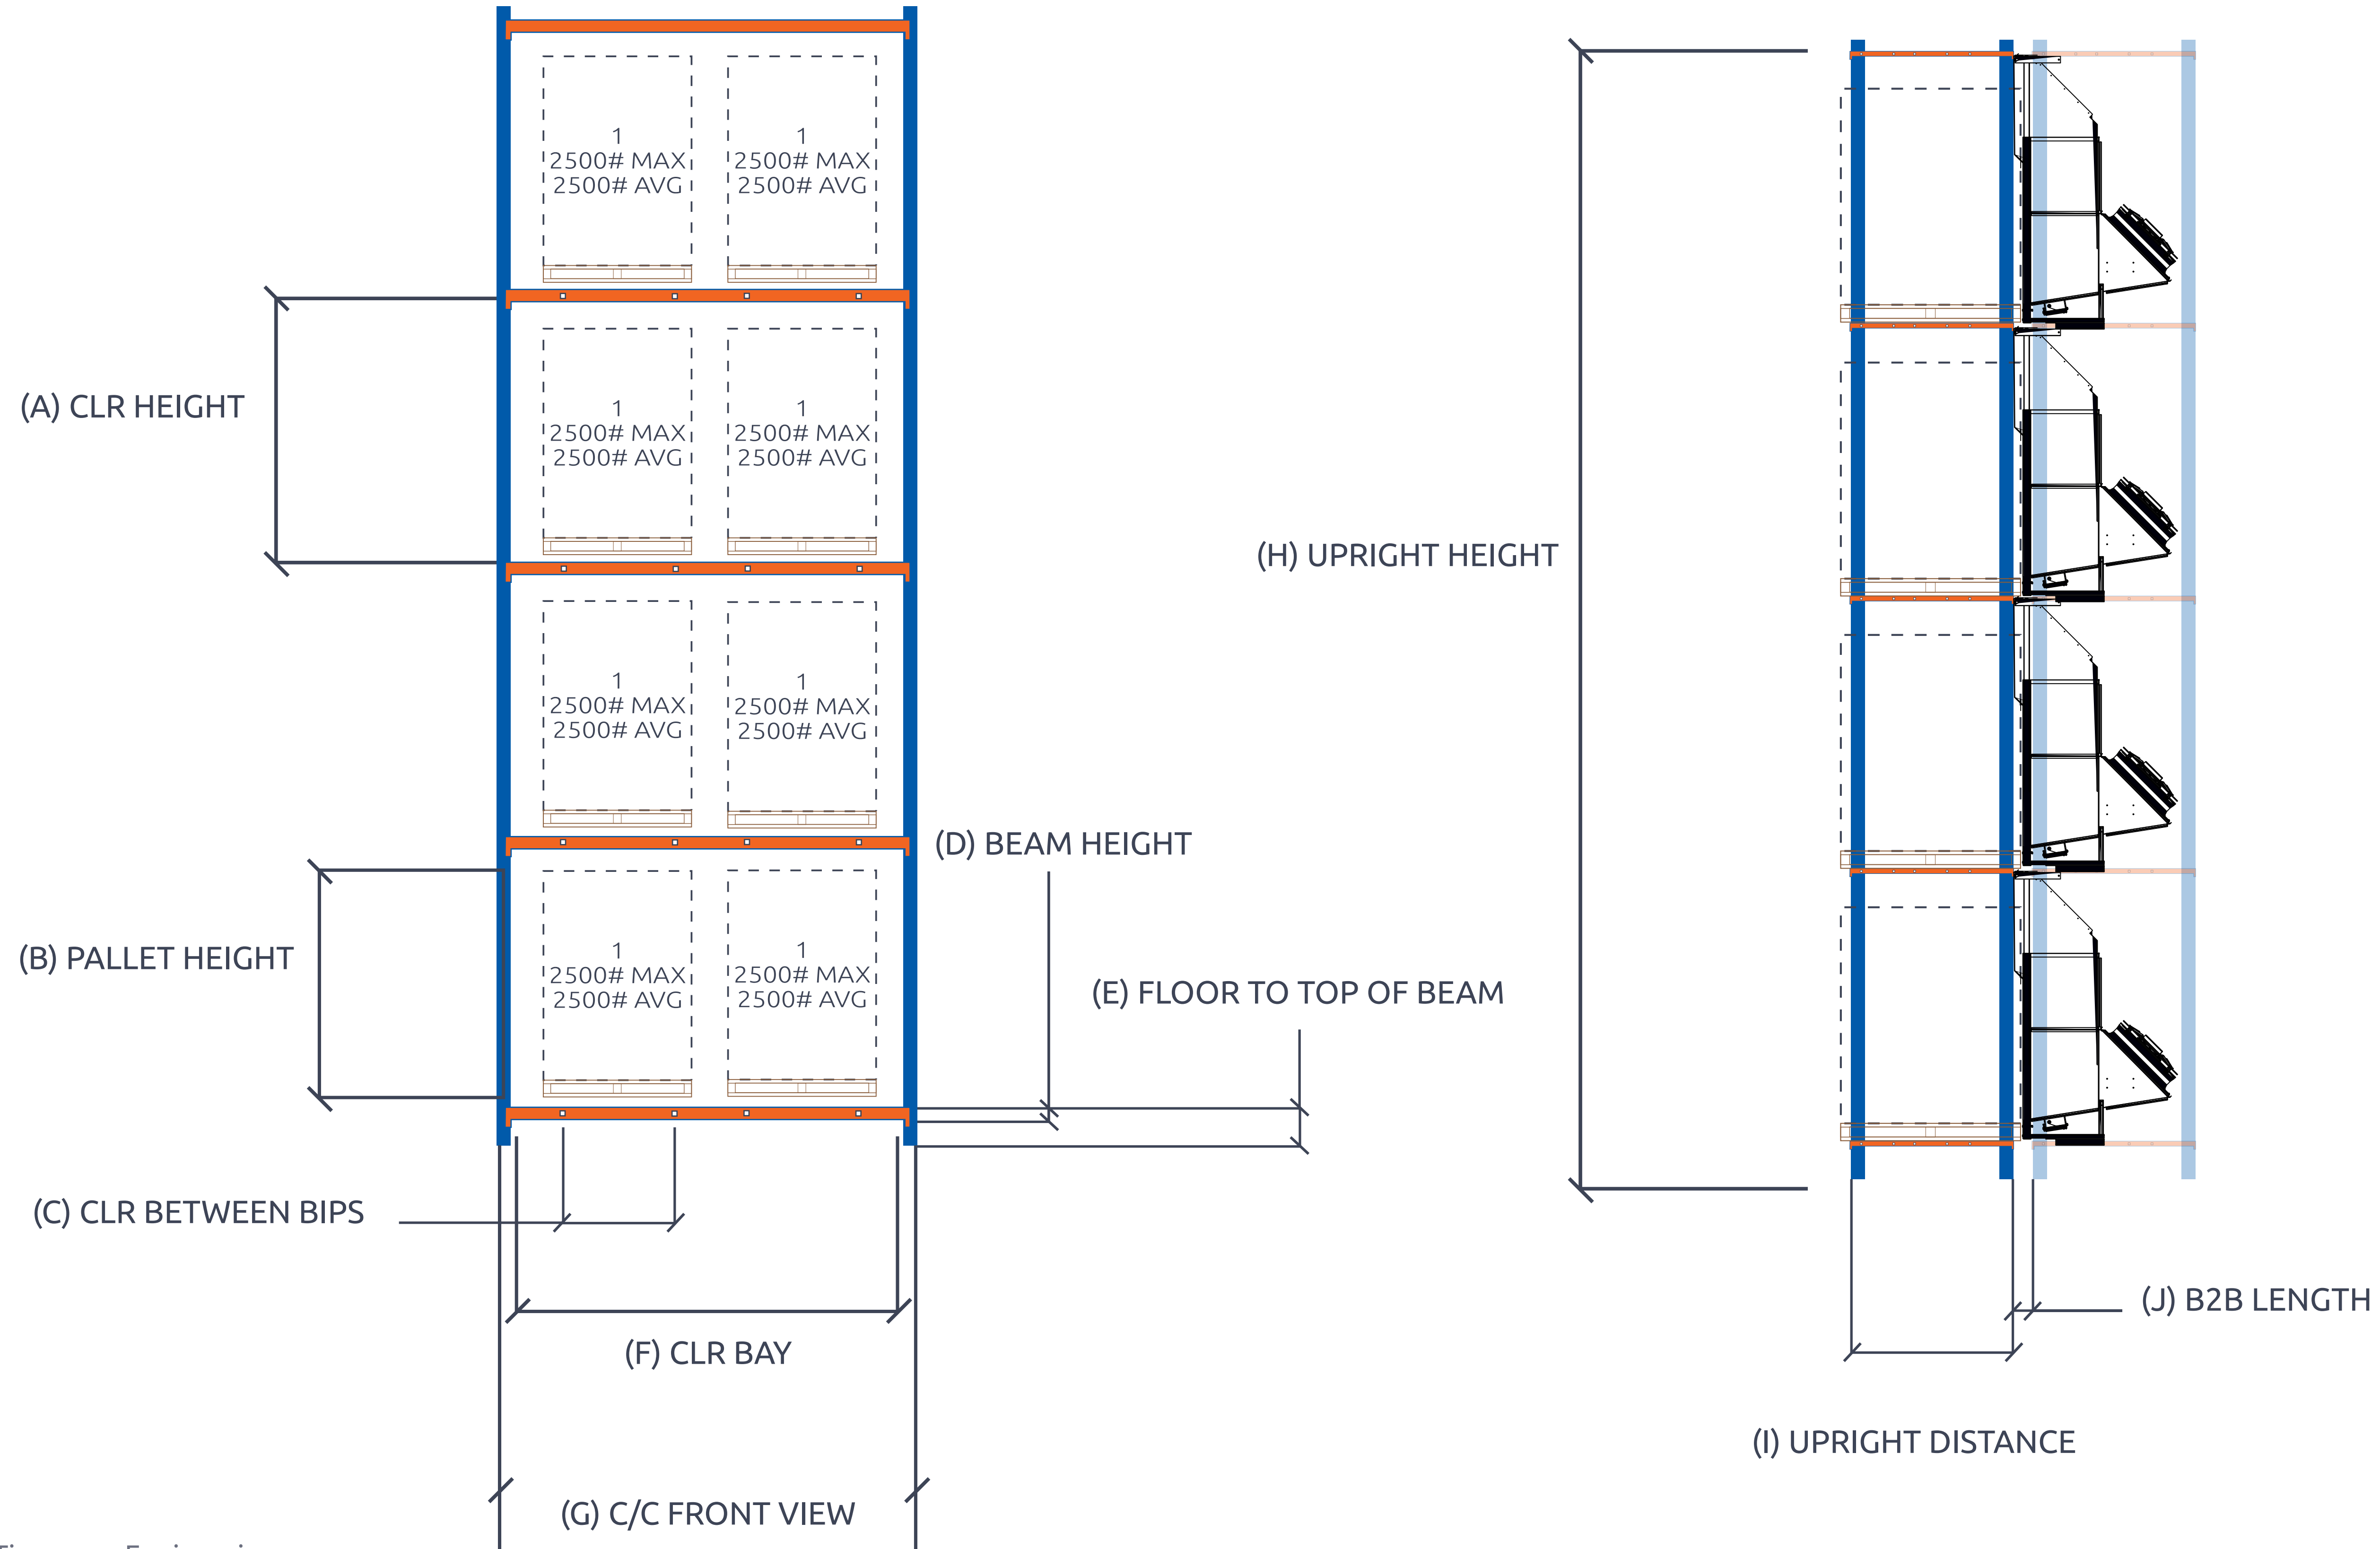 1
2500# MAX
2500# AVG
1
2500# MAX
2500# AVG
(A) CLR HEIGHT
1
2500# MAX
2500# AVG
1
2500# MAX
2500# AVG
(H) UPRIGHT HEIGHT
1
2500# MAX
2500# AVG
1
2500# MAX
2500# AVG
(D) BEAM HEIGHT
(B) PALLET HEIGHT
1
2500# MAX
2500# AVG
1
2500# MAX
2500# AVG
(E) FLOOR TO TOP OF BEAM
(C) CLR BETWEEN BIPS
(J) B2B LENGTH
(F) CLR BAY
(I) UPRIGHT DISTANCE
(G) C/C FRONT VIEW